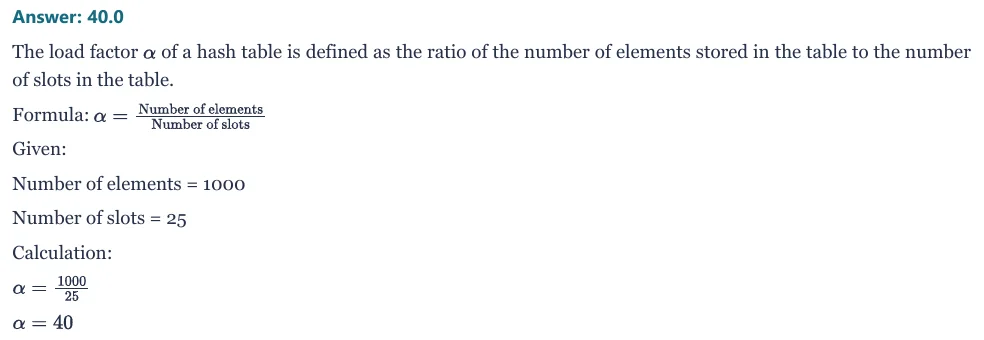 Answer: 40.0
The load factor α of a hash table is defined as the ratio of the number of elements stored in the table to the number
of slots in the table.
Formula: α = Number of elements / Number of slots
Given:
Number of elements = 1000
Number of slots = 25
Calculation:
α = 1000 / 25
α = 40